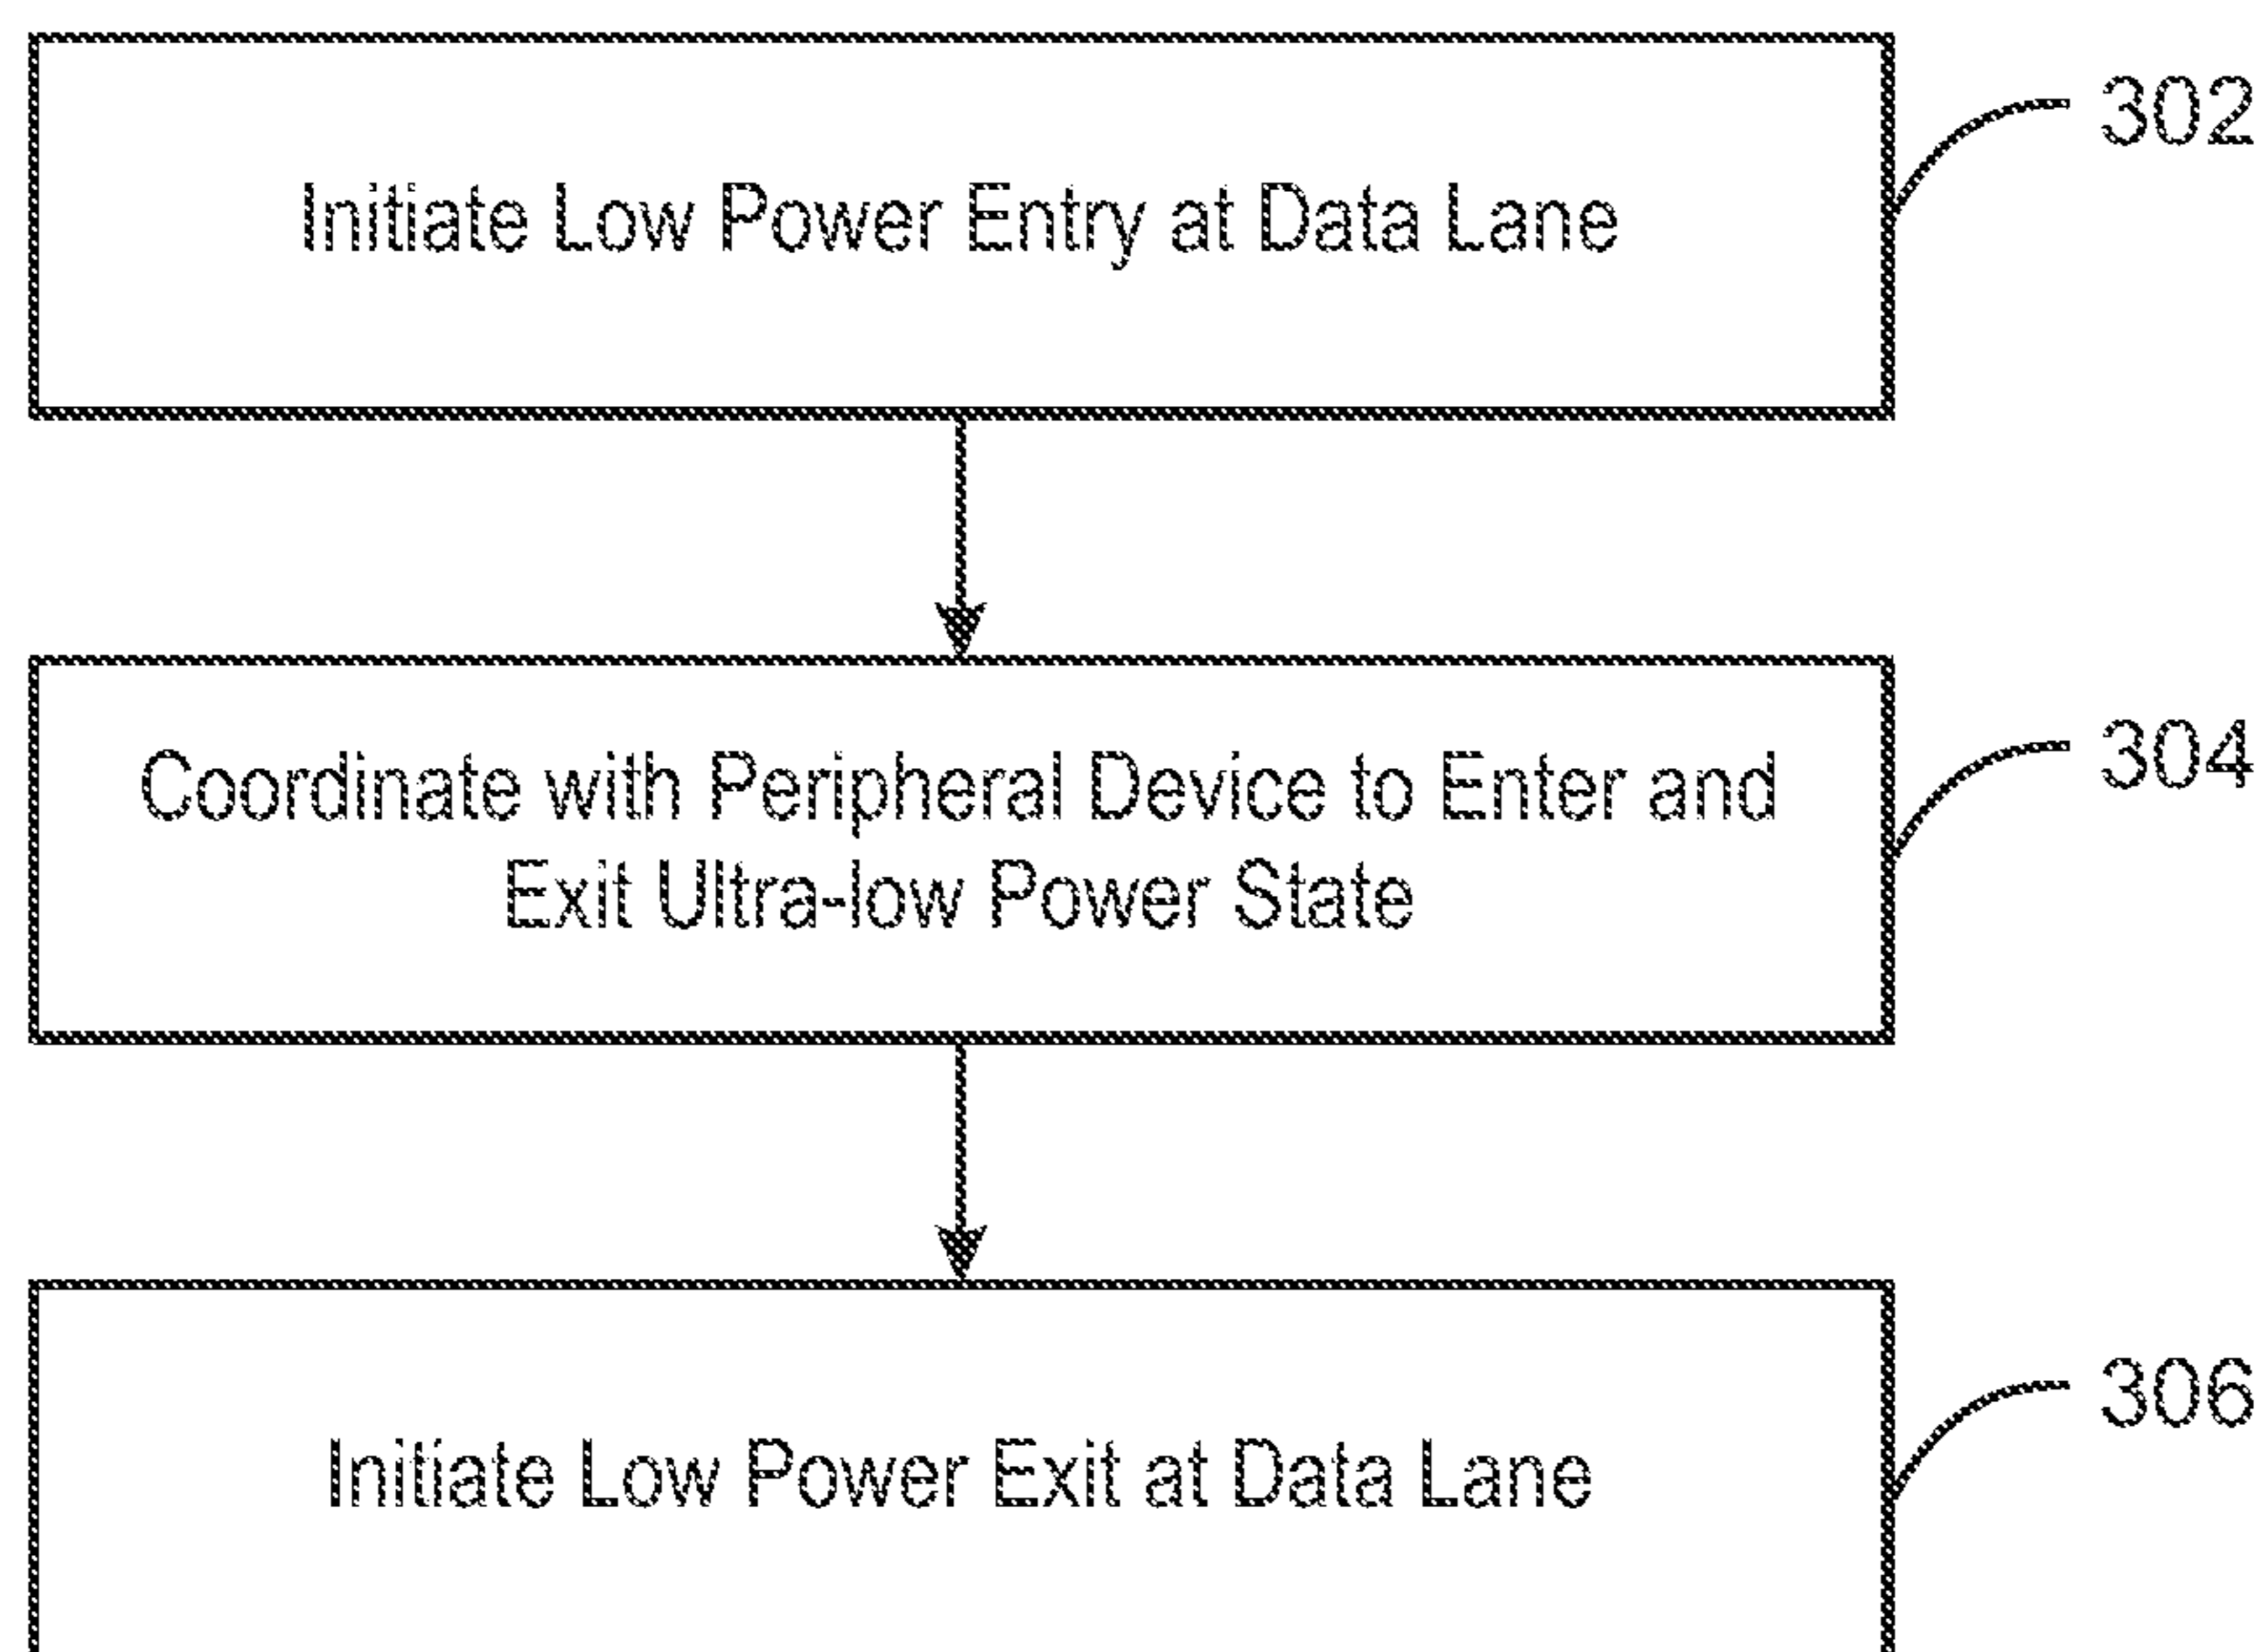 302
Initiate Low Power Entry at Data Lane
304
Coordinate with Peripheral Device to Enter and
Exit Ultra-low Power State
306
Initiate Low Power Exit at Data Lane